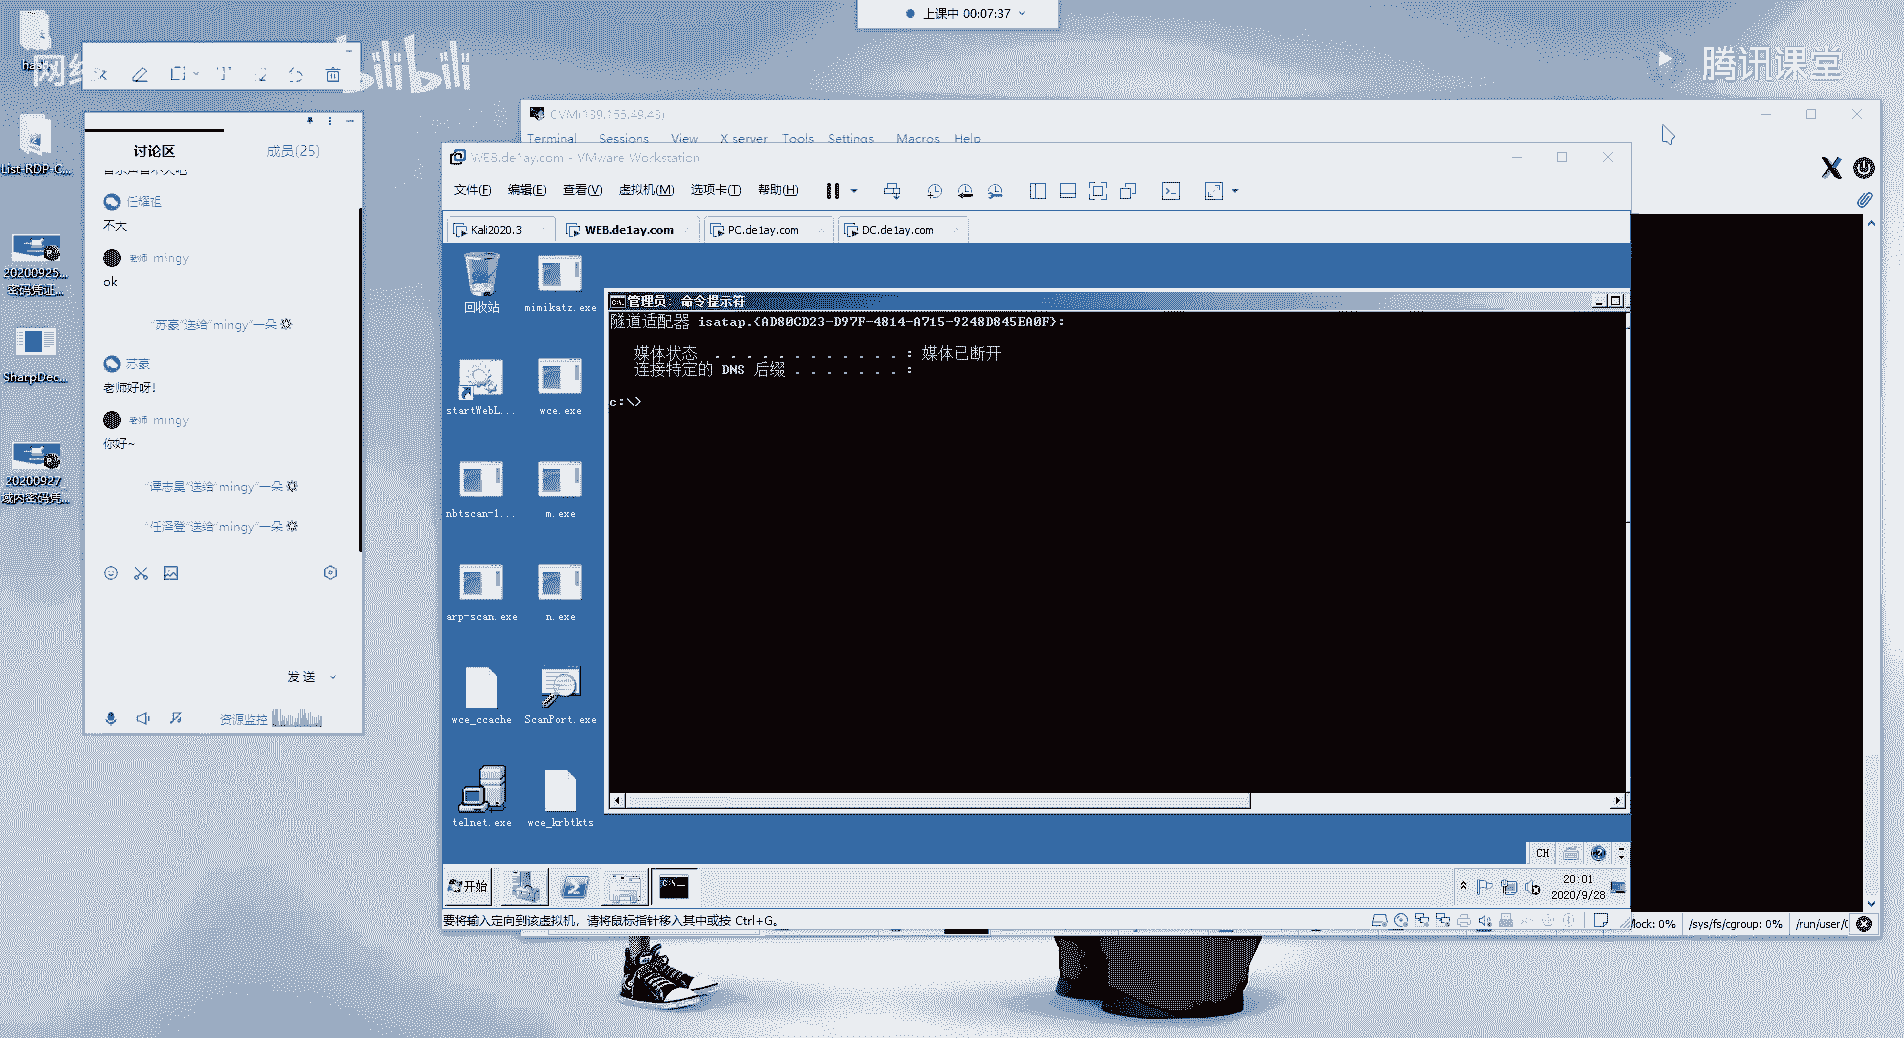 上课中 00:07:37
bilibili
腾讯课堂
CVM(139.155.49.43)
Terminal Sessions View X server Tools Settings Macros Help
WEB.de1ay.com - VMware Workstation
文件(F) 编辑(E) 查看(V) 虚拟机(M) 选项卡(T) 帮助(H)
Kali2020.3 WEB.de1ay.com PC.de1ay.com DC.de1ay.com
List-RDP-C...
20200925...
密码凭证...
SharpDec...
20200927
域内密码凭...
讨论区 成员(25)
任耀祖
不大
老师 mingy
ok
“苏豪”送给“mingy”一朵
苏豪
老师好呀!
老师 mingy
你好~
“谭志昊”送给“mingy”一朵
“任泽登”送给“mingy”一朵
发送
资源监控
回收站 mimikatz.exe
startWebL... wce.exe
nbtscan-1... m.exe
arp-scan.exe n.exe
wce_ccache ScanPort.exe
telnet.exe wce_krbtkts
管理员: 命令提示符
隧道适配器 isatap.{AD80CD23-D97F-4814-A715-9248D845EA0F}:
媒体状态 . . . . . . . . . . . . : 媒体已断开
连接特定的 DNS 后缀 . . . . . . . :
c:\>
CH
开始
20:01
2020/9/28
要将输入定向到该虚拟机，请将鼠标指针移入其中或按 Ctrl+G。
lock: 0% /sys/fs/cgroup: 0% /run/user/0